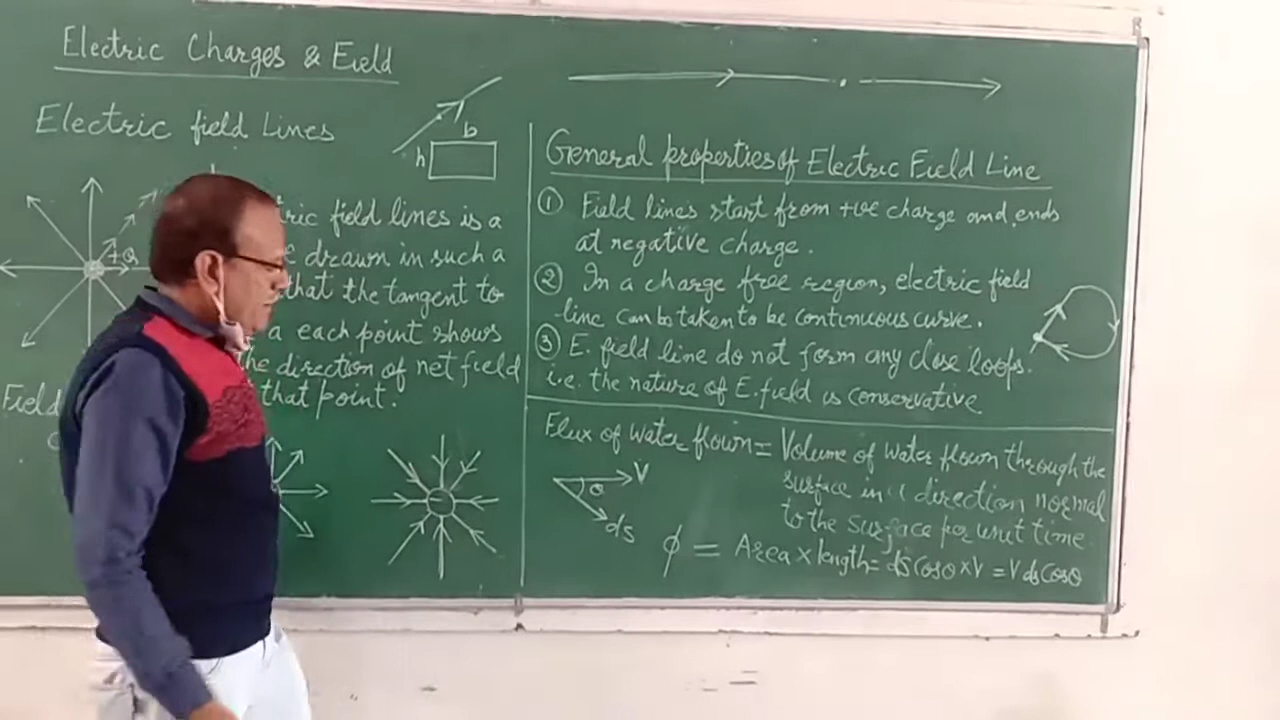 Electric Charges & Field
Electric field Lines
b
h
+Q
tric field lines is a
drawn in such a
that the tangent to
a each point shows
the direction of net field
that point.
Field
General properties of Electric Field Line
① Field lines start from +ve charge and ends
at negative charge.
② In a charge free region, electric field
line can be taken to be continuous curve.
③ E. field line do not form any close loops.
i.e. the nature of E. field is conservative.
Flux of water flown = Volume of water flown through the
surface in a direction normal
to the surface per unit time.
V
θ
ds
ϕ = Area × length = ds Cosθ × V = V ds Cosθ